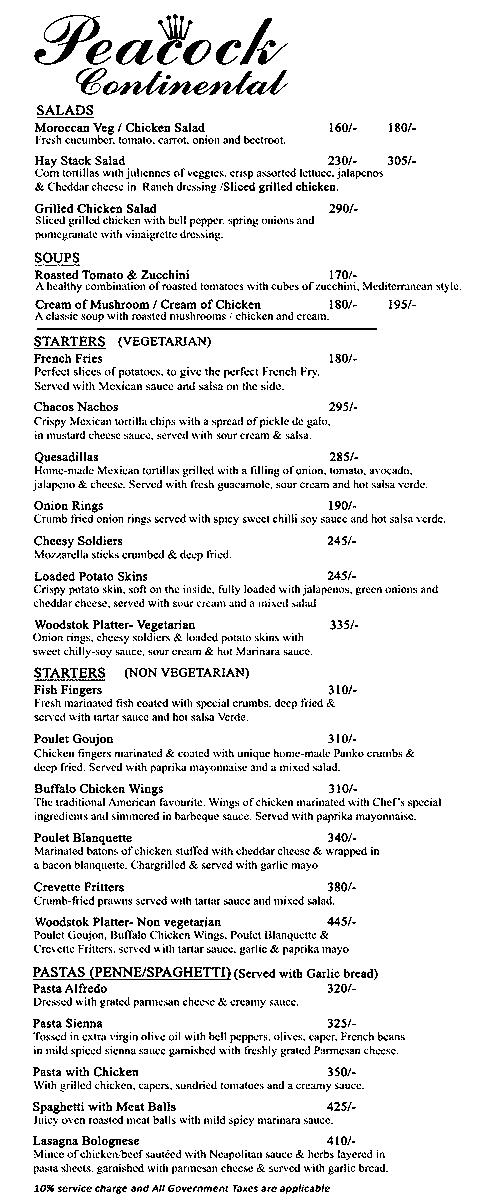 Peacock
Continental
SALADS
Moroccan Veg / Chicken Salad 160/- 180/-
Fresh cucumber, tomato, carrot, onion and beetroot.
Hay Stack Salad 230/- 305/-
Corn tortillas with juliennes of veggies, crisp assorted lettuce, jalapenos
& Cheddar cheese in Ranch dressing /Sliced grilled chicken.
Grilled Chicken Salad 290/-
Sliced grilled chicken with bell pepper, spring onions and
pomegranate with vinaigrette dressing.
SOUPS
Roasted Tomato & Zucchini 170/-
A healthy combination of roasted tomatoes with cubes of zucchini, Mediterranean style.
Cream of Mushroom / Cream of Chicken 180/- 195/-
A classic soup with roasted mushrooms / chicken and cream.
STARTERS (VEGETARIAN)
French Fries 180/-
Perfect slices of potatoes, to give the perfect French Fry.
Served with Mexican sauce and salsa on the side.
Chacos Nachos 295/-
Crispy Mexican tortilla chips with a spread of pickle de galo,
in mustard cheese sauce, served with sour cream & salsa.
Quesadillas 285/-
Home-made Mexican tortillas grilled with a filling of onion, tomato, avocado,
jalapeno & cheese. Served with fresh guacamole, sour cream and hot salsa verde.
Onion Rings 190/-
Crumb fried onion rings served with spicy sweet chilli soy sauce and hot salsa verde.
Cheesy Soldiers 245/-
Mozzarella sticks crumbed & deep fried.
Loaded Potato Skins 245/-
Crispy potato skin, soft on the inside, fully loaded with jalapenos, green onions and
cheddar cheese, served with sour cream and a mixed salad
Woodstok Platter- Vegetarian 335/-
Onion rings, cheesy soldiers & loaded potato skins with
sweet chilly-soy sauce, sour cream & hot Marinara sauce.
STARTERS (NON VEGETARIAN)
Fish Fingers 310/-
Fresh marinated fish coated with special crumbs, deep fried &
served with tartar sauce and hot salsa Verde.
Poulet Goujon 310/-
Chicken fingers marinated & coated with unique home-made Panko crumbs &
deep fried. Served with paprika mayonnaise and a mixed salad.
Buffalo Chicken Wings 310/-
The traditional American favourite. Wings of chicken marinated with Chef's special
ingredients and simmered in barbeque sauce. Served with paprika mayonnaise.
Poulet Blanquette 340/-
Marinated batons of chicken stuffed with cheddar cheese & wrapped in
a bacon blanquette. Chargrilled & served with garlic mayo
Crevette Fritters 380/-
Crumb-fried prawns served with tartar sauce and mixed salad.
Woodstok Platter- Non vegetarian 445/-
Poulet Goujon, Buffalo Chicken Wings, Poulet Blanquette &
Crevette Fritters, served with tartar sauce, garlic & paprika mayo
PASTAS (PENNE/SPAGHETTI) (Served with Garlic bread)
Pasta Alfredo 320/-
Dressed with grated parmesan cheese & creamy sauce.
Pasta Sienna 325/-
Tossed in extra virgin olive oil with bell peppers, olives, caper, French beans
in mild spiced sienna sauce garnished with freshly grated Parmesan cheese.
Pasta with Chicken 350/-
With grilled chicken, capers, sundried tomatoes and a creamy sauce.
Spaghetti with Meat Balls 425/-
Juicy oven roasted meat balls with mild spicy marinara sauce.
Lasagna Bolognese 410/-
Mince of chicken/beef sautéed with Neapolitan sauce & herbs layered in
pasta sheets, garnished with parmesan cheese & served with garlic bread.
10% service charge and All Government Taxes are applicable